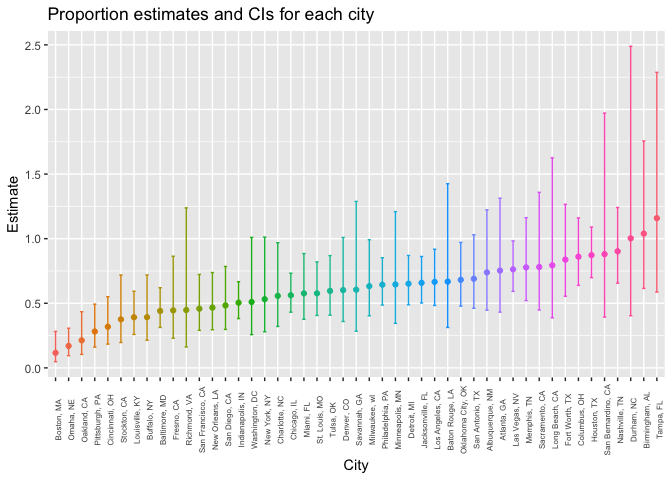 Proportion estimates and CIs for each city
2.5
2.0
1.5
1.0
0.5
0.0
Estimate
Boston, MA
Omaha, NE
Oakland, CA
Pittsburgh, PA
Cincinnati, OH
Stockton, CA
Louisville, KY
Buffalo, NY
Baltimore, MD
Fresno, CA
Richmond, VA
San Francisco, CA
New Orleans, LA
San Diego, CA
Indianapolis, IN
Washington, DC
New York, NY
Charlotte, NC
Chicago, IL
Miami, FL
St. Louis, MO
Tulsa, OK
Denver, CO
Savannah, GA
Milwaukee, wI
Philadelphia, PA
Minneapolis, MN
Detroit, MI
Jacksonville, FL
Los Angeles, CA
Baton Rouge, LA
Oklahoma City, OK
San Antonio, TX
Albuquerque, NM
Atlanta, GA
Las Vegas, NV
Memphis, TN
Sacramento, CA
Long Beach, CA
Fort Worth, TX
Columbus, OH
Houston, TX
San Bernardino, CA
Nashville, TN
Durham, NC
Birmingham, AL
Tampa, FL
City